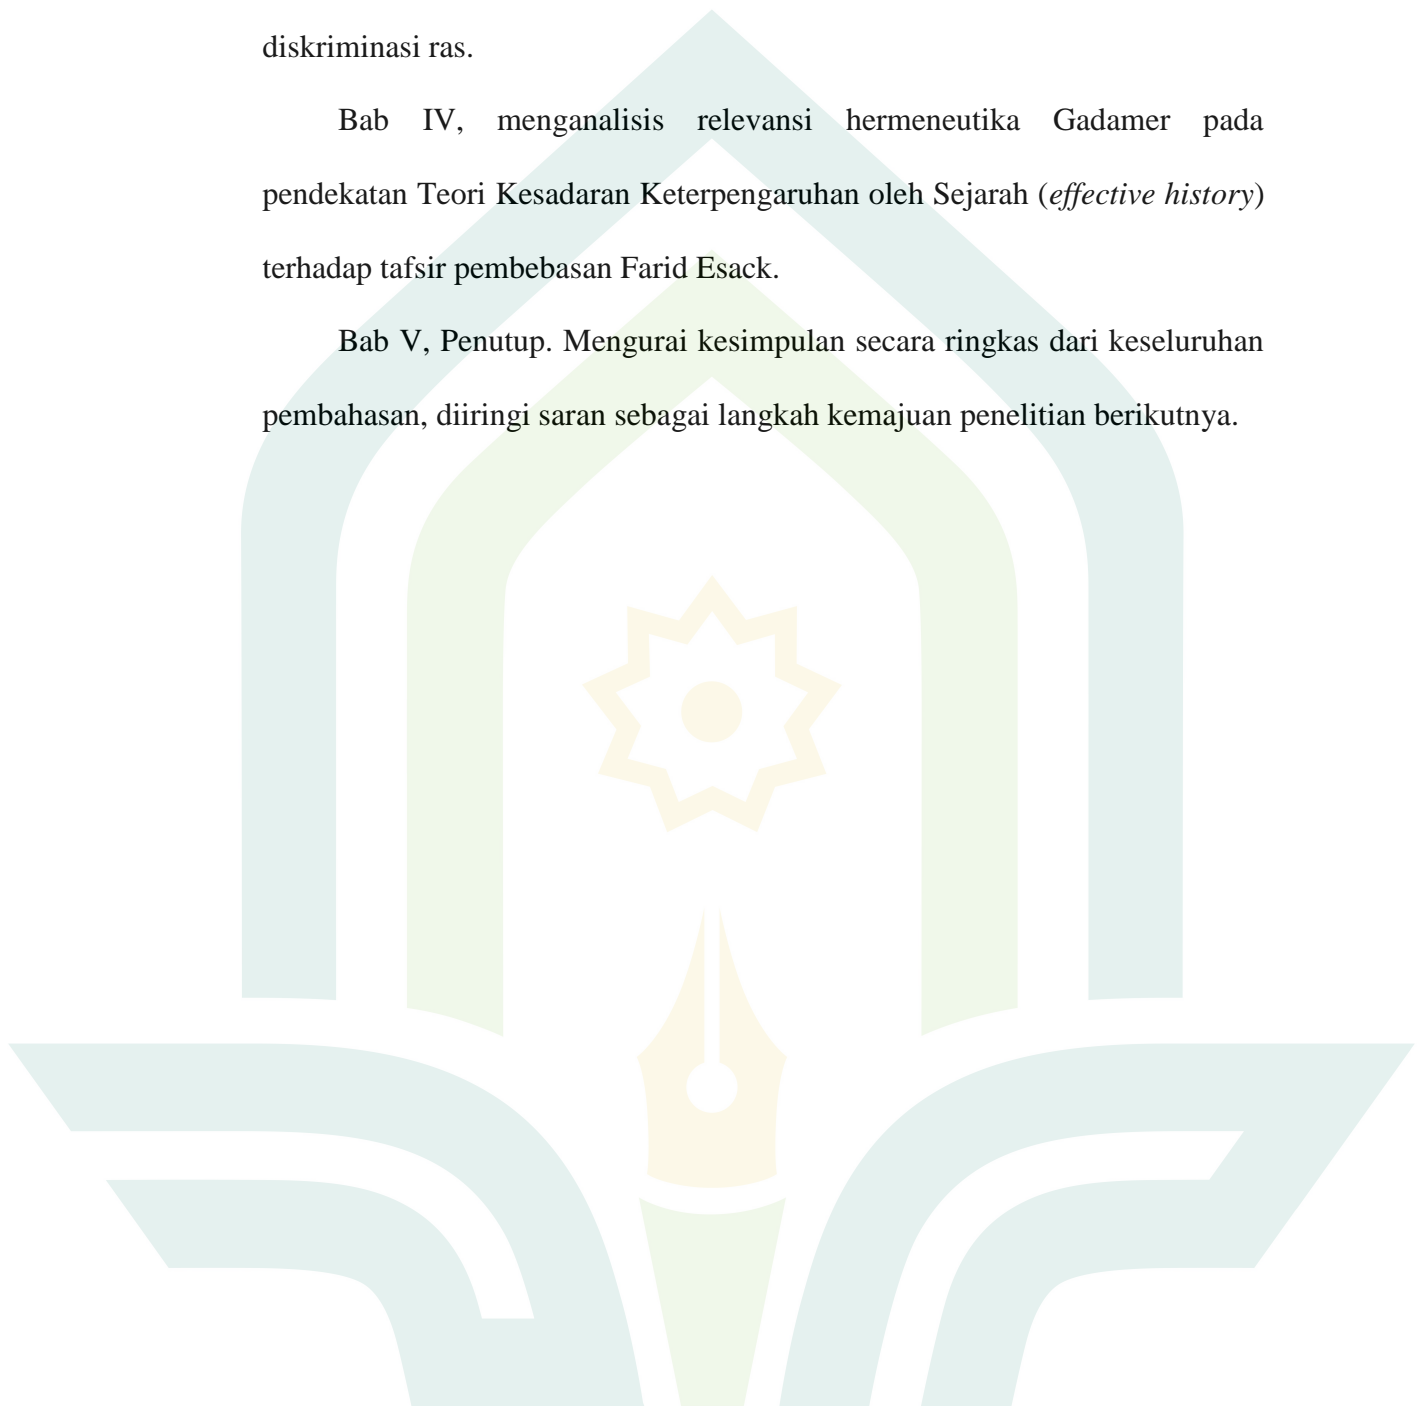 diskriminasi ras.
Bab IV, menganalisis relevansi hermeneutika Gadamer pada
pendekatan Teori Kesadaran Keterpengaruhan oleh Sejarah (effective history)
terhadap tafsir pembebasan Farid Esack.
Bab V, Penutup. Mengurai kesimpulan secara ringkas dari keseluruhan
pembahasan, diiringi saran sebagai langkah kemajuan penelitian berikutnya.